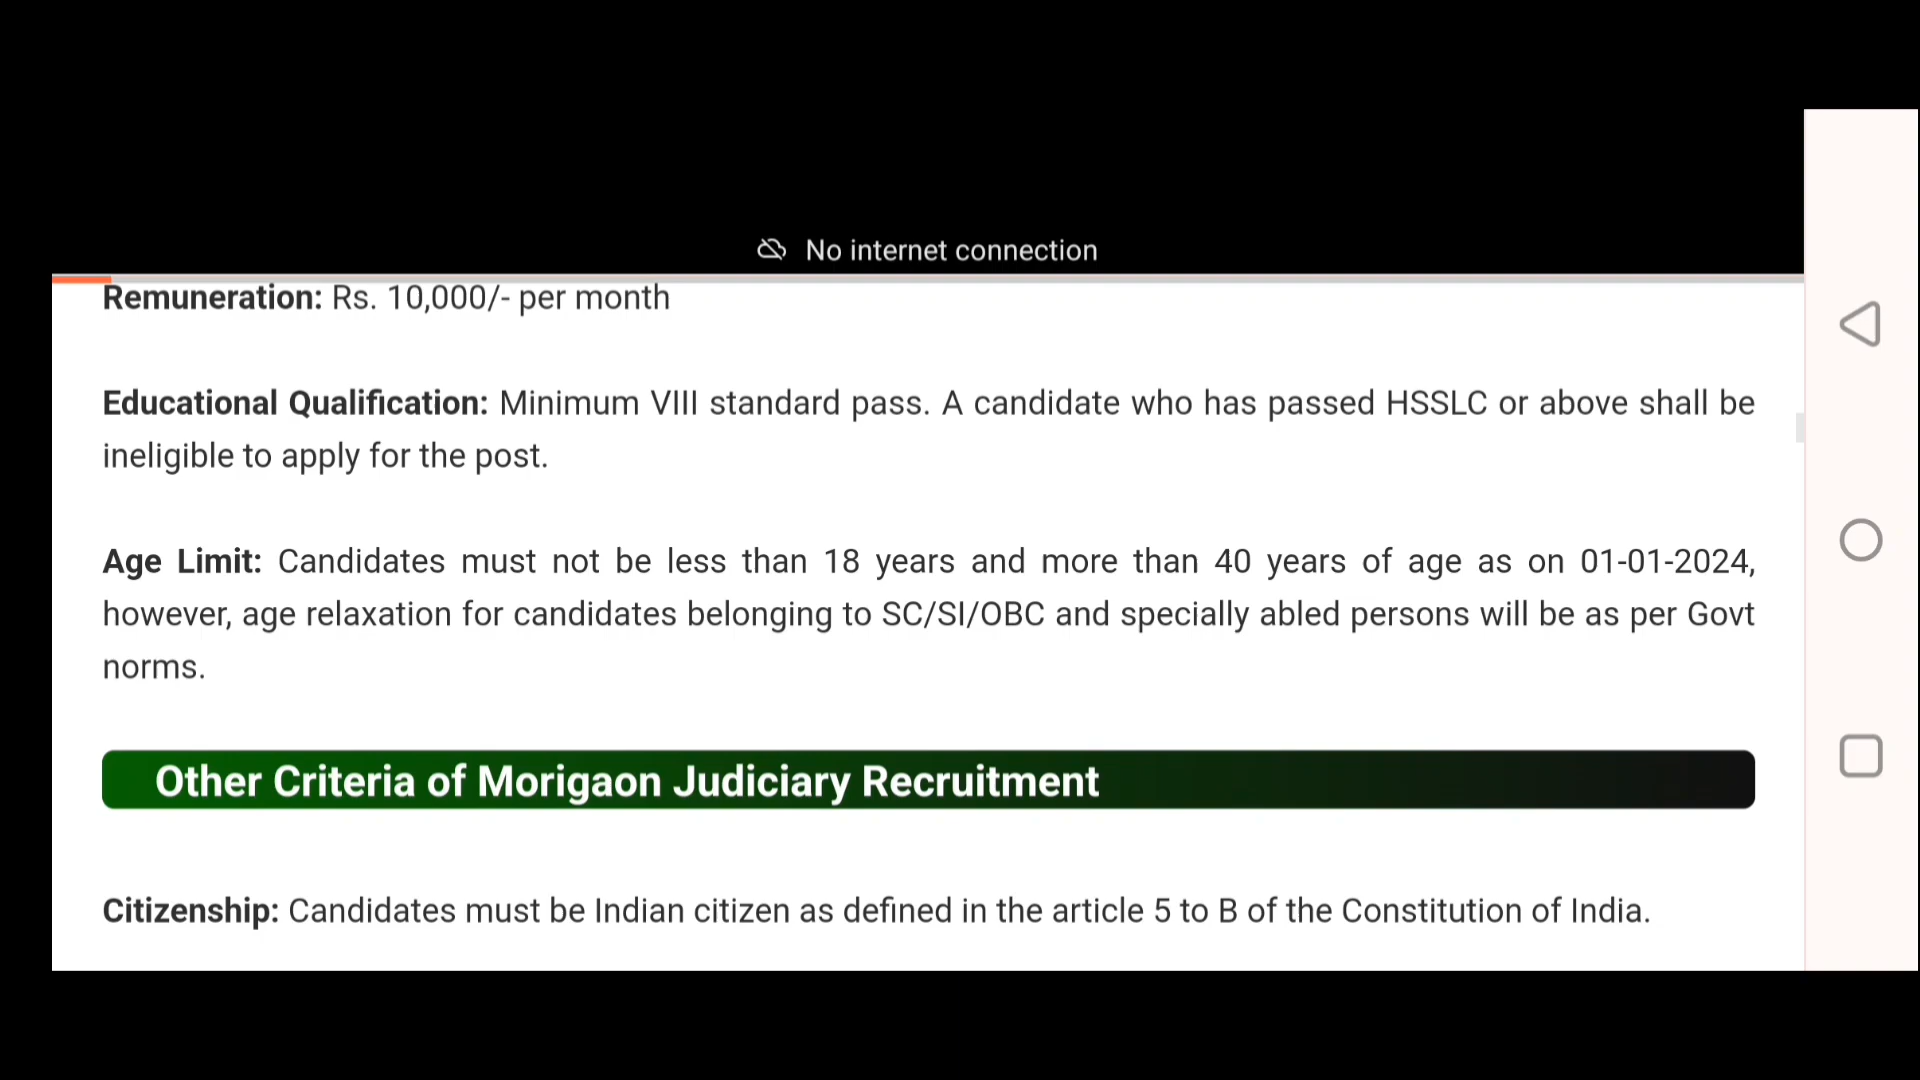 No internet connection
Remuneration: Rs. 10,000/- per month
Educational Qualification: Minimum VIII standard pass. A candidate who has passed HSSLC or above shall be
ineligible to apply for the post.
Age Limit: Candidates must not be less than 18 years and more than 40 years of age as on 01-01-2024,
however, age relaxation for candidates belonging to SC/SI/OBC and specially abled persons will be as per Govt
norms.
Other Criteria of Morigaon Judiciary Recruitment
Citizenship: Candidates must be Indian citizen as defined in the article 5 to B of the Constitution of India.